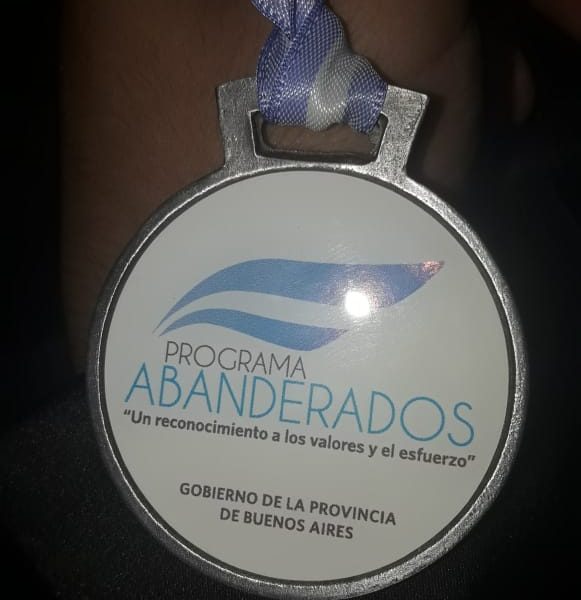 PROGRAMA
ABANDERADOS
“Un reconocimiento a los valores y el esfuerzo”
GOBIERNO DE LA PROVINCIA
DE BUENOS AIRES